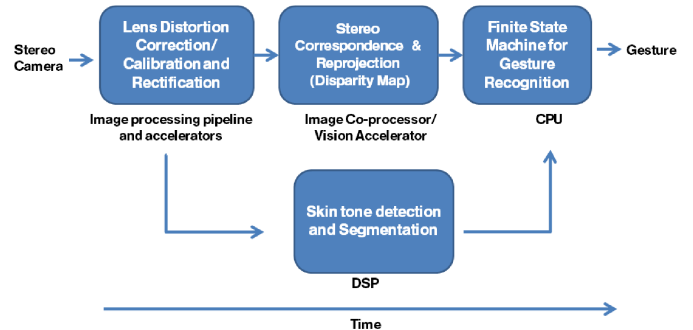 Stereo
Camera
Lens Distortion
Correction/
Calibration and
Rectification
Image processing pipeline
and accelerators
Stereo
Correspondence &
Reprojection
(Disparity Map)
Image Co-processor/
Vision Accelerator
Finite State
Machine for
Gesture
Recognition
CPU
Gesture
Skin tone detection
and Segmentation
DSP
Time